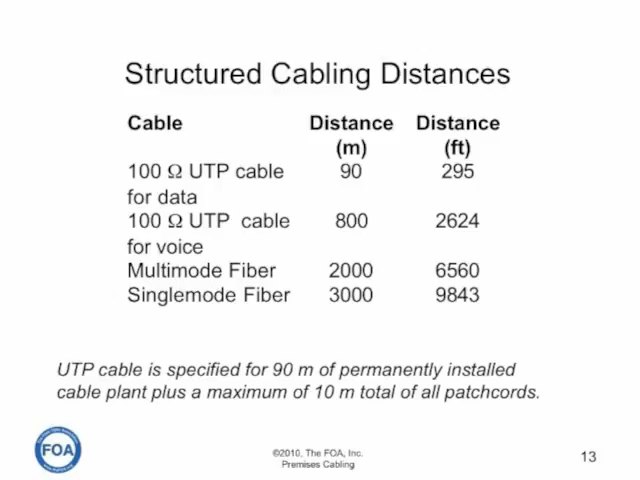 Structured Cabling Distances
Cable Distance Distance
(m) (ft)
100 Ω UTP cable 90 295
for data
100 Ω UTP cable 800 2624
for voice
Multimode Fiber 2000 6560
Singlemode Fiber 3000 9843
UTP cable is specified for 90 m of permanently installed
cable plant plus a maximum of 10 m total of all patchcords.
FOA
©2010, The FOA, Inc.
Premises Cabling
13